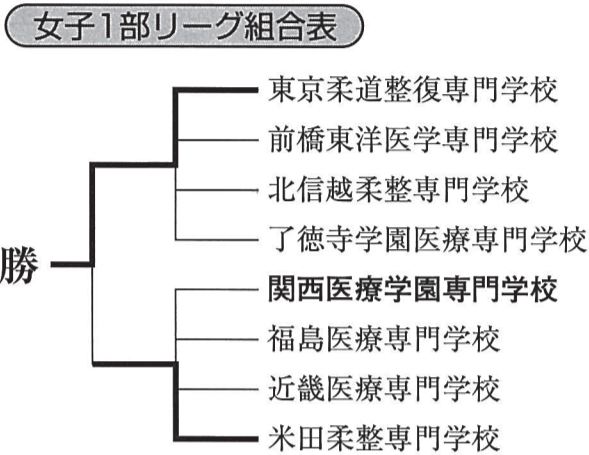 女子1部リーグ組合表
東京柔道整復専門学校
前橋東洋医学専門学校
北信越柔整専門学校
了徳寺学園医療専門学校
勝
関西医療学園専門学校
福島医療専門学校
近畿医療専門学校
米田柔整専門学校